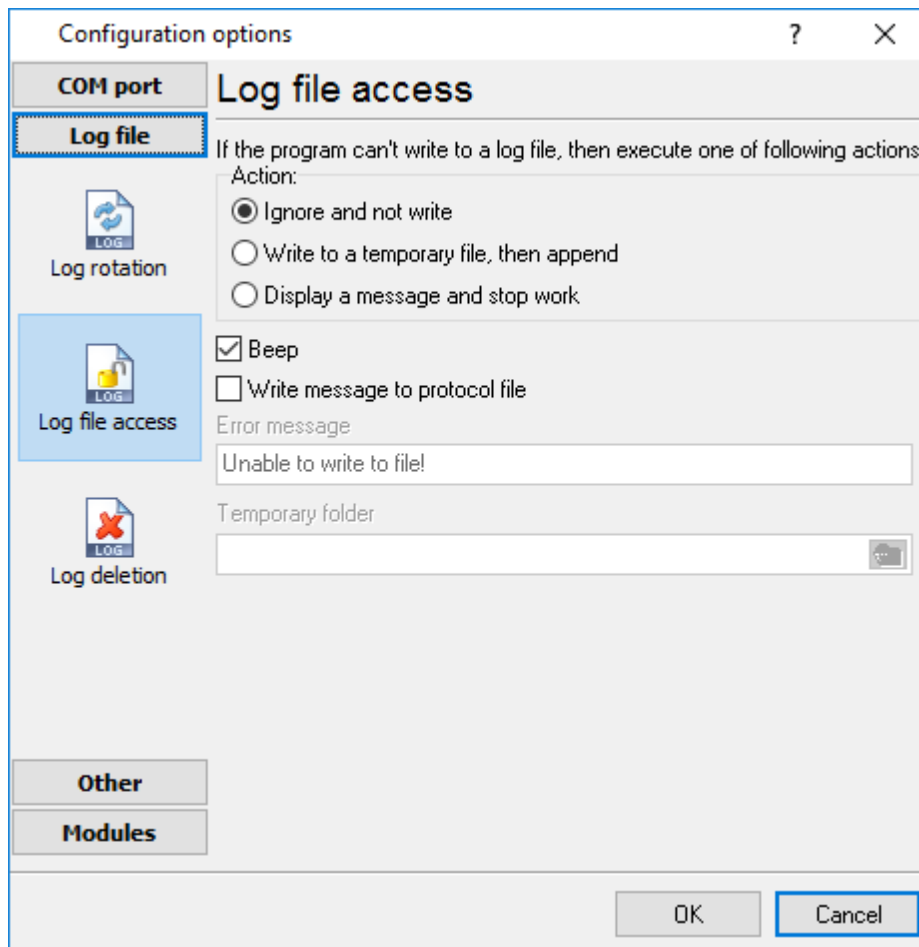 Configuration options
?
COM port
Log file
LOG
Log rotation
LOG
Log file access
LOG
Log deletion
Other
Modules
Log file access
If the program can't write to a log file, then execute one of following actions
Action:
Ignore and not write
Write to a temporary file, then append
Display a message and stop work
Beep
Write message to protocol file
Error message
Unable to write to file!
Temporary folder
OK
Cancel